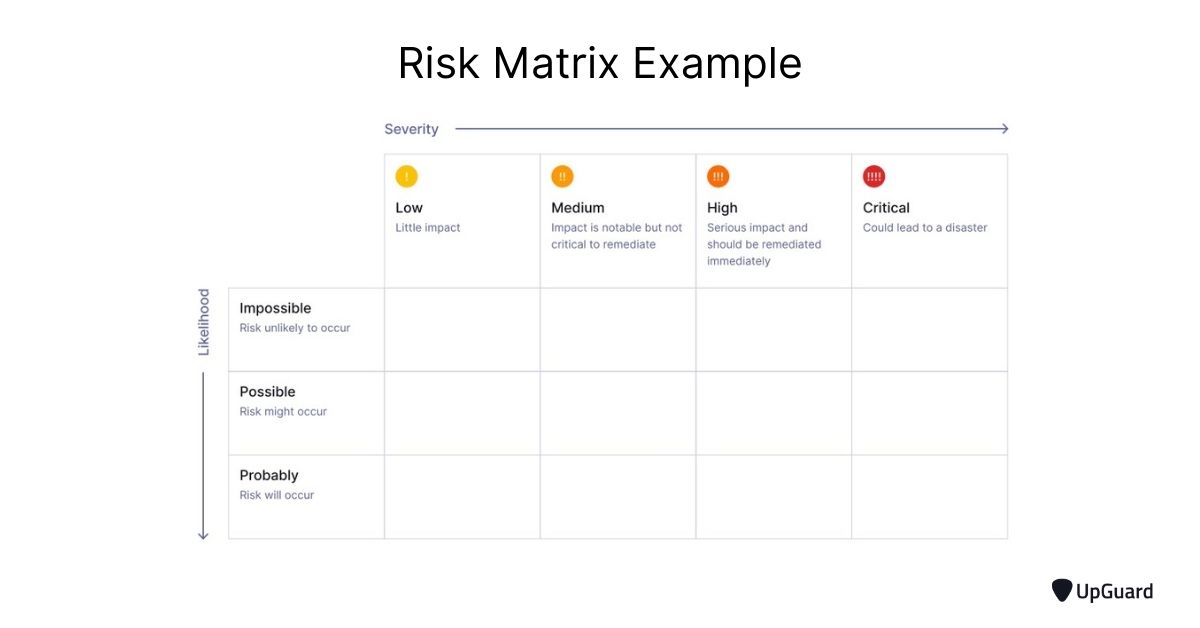 Risk Matrix Example
Severity
!
!!
!!!
!!!!
Low
Medium
High
Critical
Little impact
Impact is notable but not
critical to remediate
Serious impact and
should be remediated
immediately
Could lead to a disaster
Likelihood
Impossible
Risk unlikely to occur
Possible
Risk might occur
Probably
Risk will occur
UpGuard